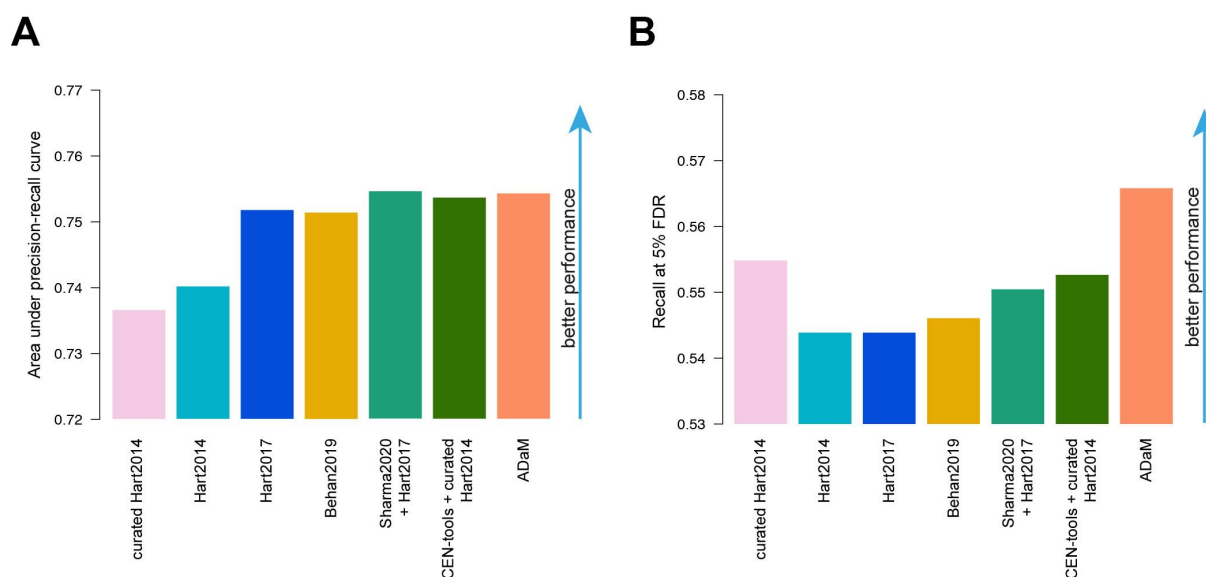 A
Area under precision-recall curve
0.77
0.76
0.75
0.74
0.73
0.72
better performance
curated Hart2014
Hart2014
Hart2017
Behan2019
Sharma2020
+ Hart2017
CEN-tools + curated
Hart2014
ADaM
B
Recall at 5% FDR
0.58
0.57
0.56
0.55
0.54
0.53
better performance
curated Hart2014
Hart2014
Hart2017
Behan2019
Sharma2020
+ Hart2017
CEN-tools + curated
Hart2014
ADaM